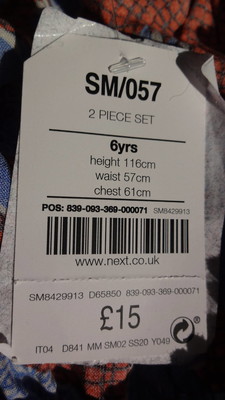 SM/057
2 PIECE SET
6yrs
height 116cm
waist 57cm
chest 61cm
POS: 839-093-369-000071 SM8429913
www.next.co.uk
SM8429913 D65850 839-093-369-000071
£15
IT04 D841 MM SM02 SS20 Y049